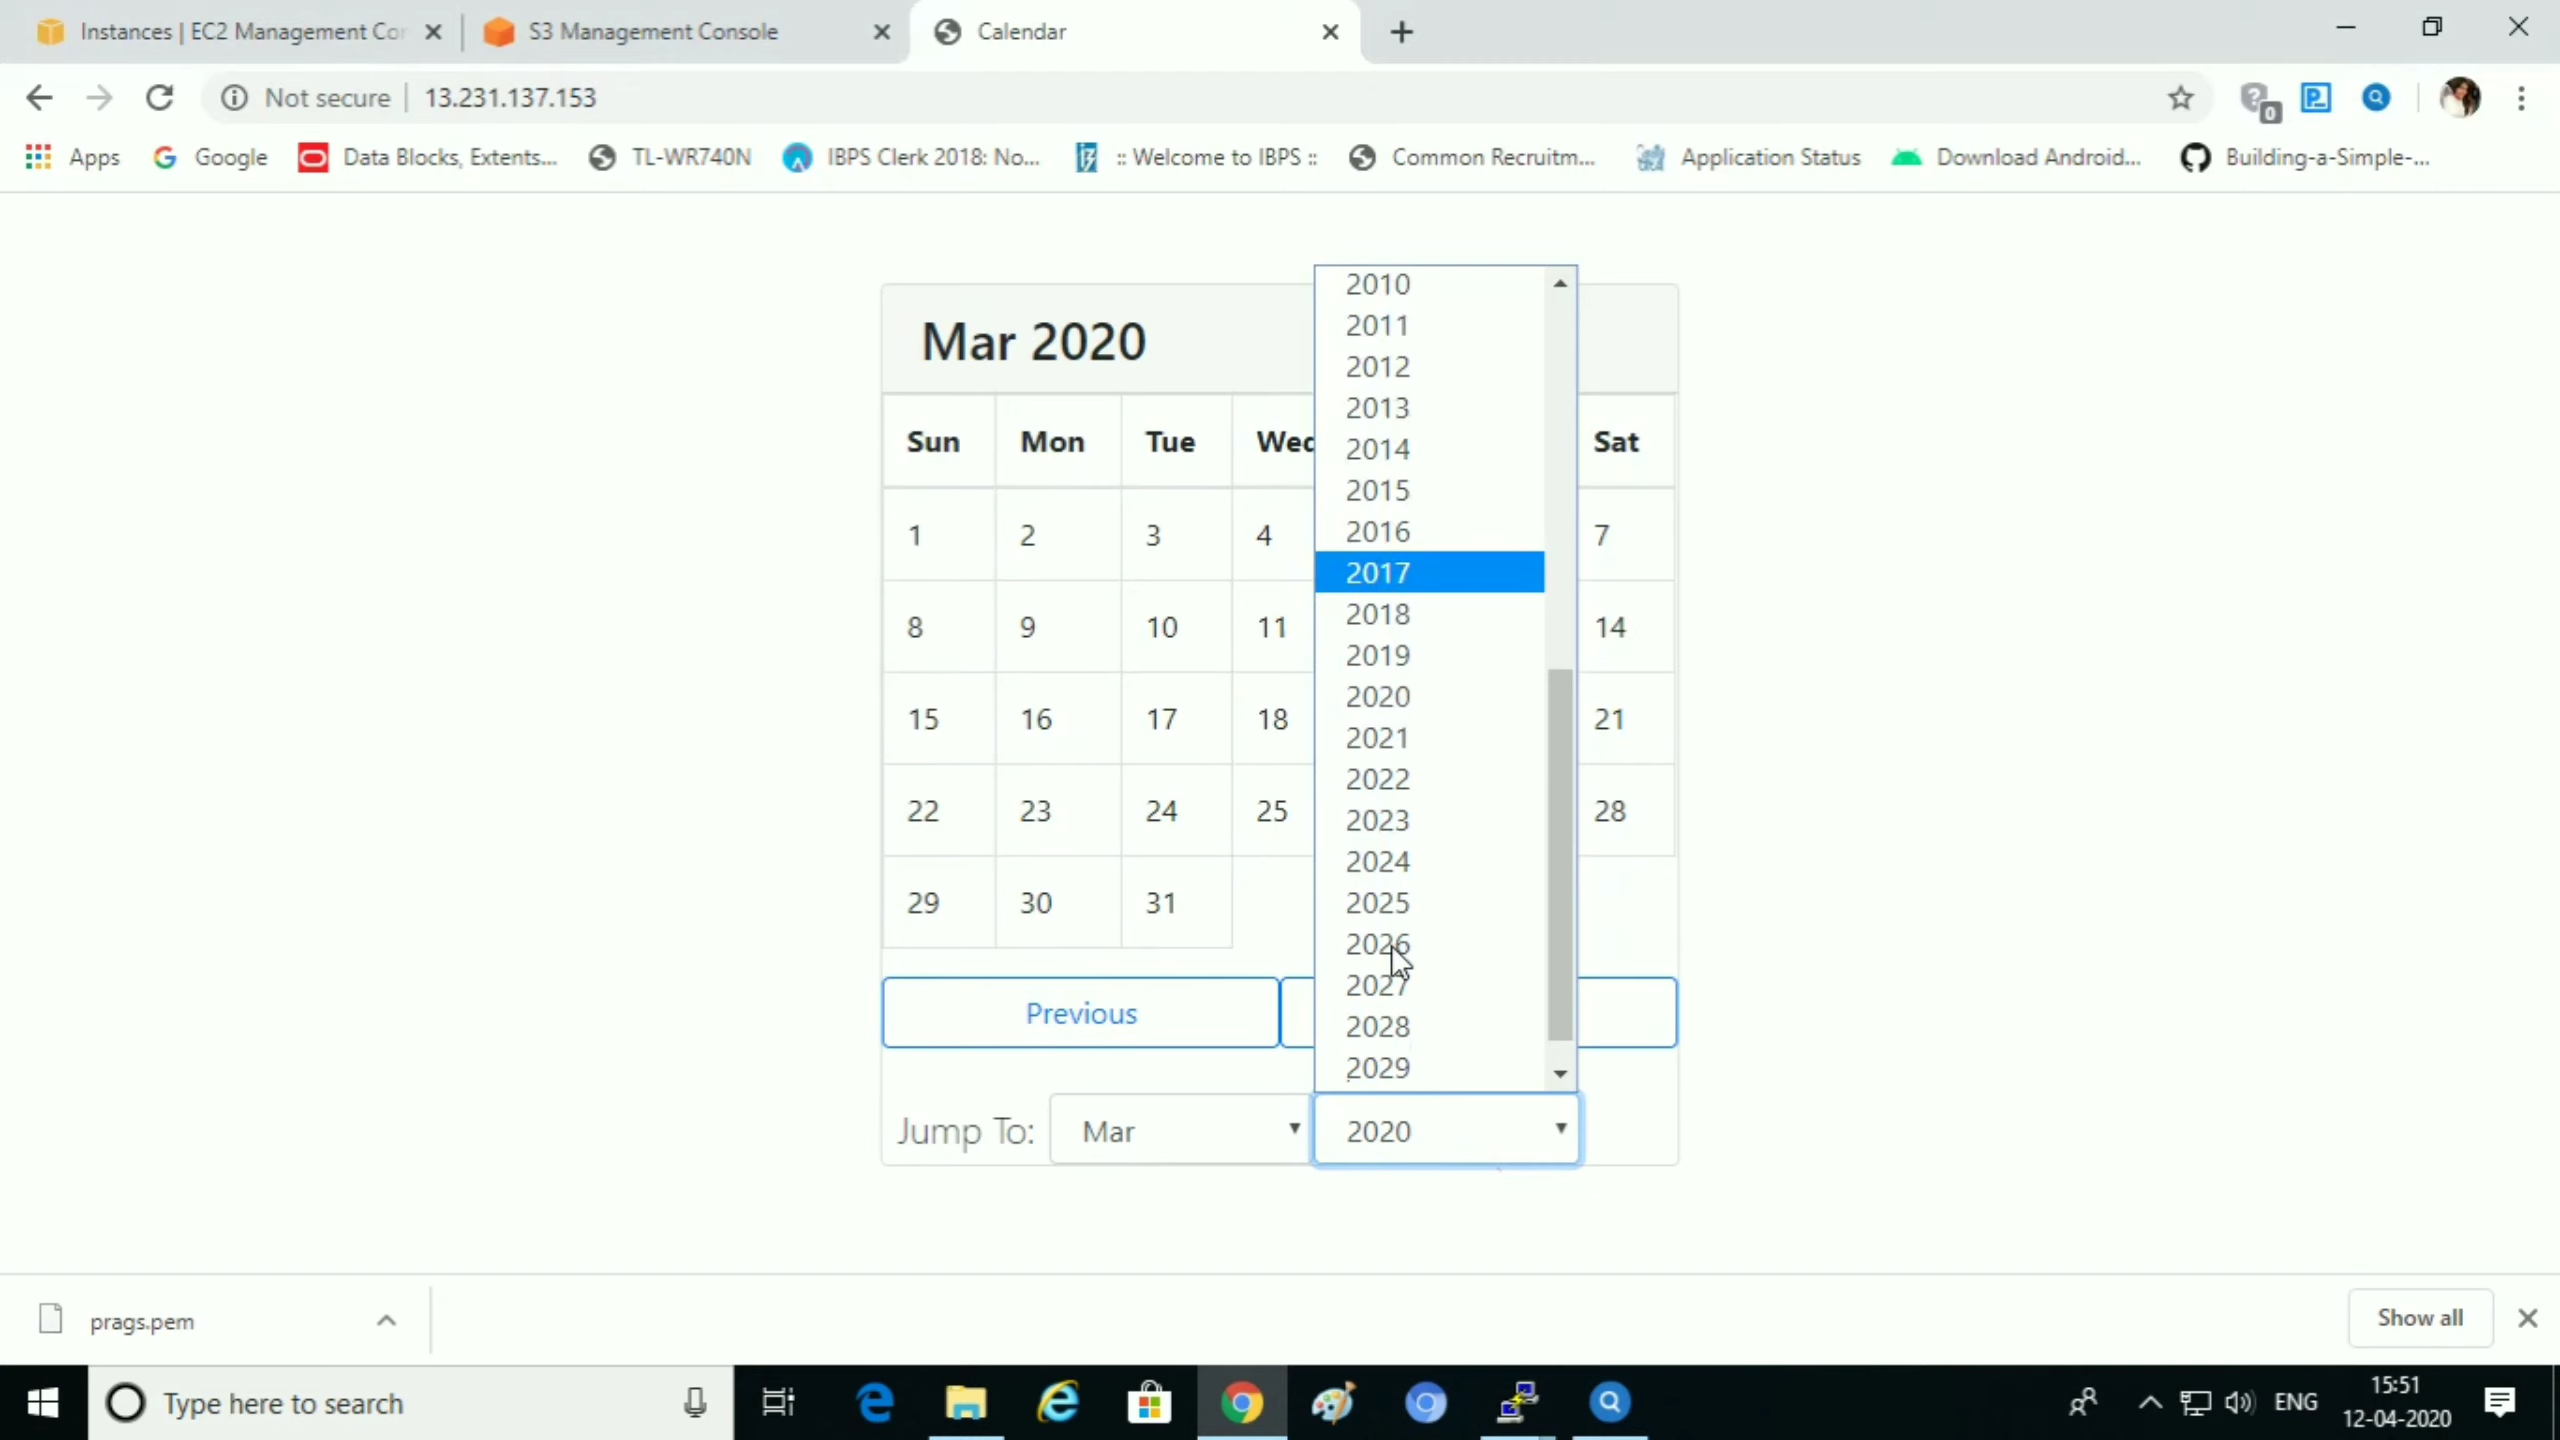 Instances | EC2 Management Cor
S3 Management Console
Calendar
Not secure | 13.231.137.153
0
Apps
Google
Data Blocks, Extents...
TL-WR740N
IBPS Clerk 2018: No...
:: Welcome to IBPS ::
Common Recruitm...
Application Status
Download Android...
Building-a-Simple-...
Mar 2020
Sun Mon Tue Wed Sat
1 2 3 4 7
8 9 10 11 14
15 16 17 18 21
22 23 24 25 28
29 30 31
2010
2011
2012
2013
2014
2015
2016
2017
2018
2019
2020
2021
2022
2023
2024
2025
2026
2027
2028
2029
Previous
Jump To: Mar 2020
prags.pem
Show all
Type here to search
ENG
15:51
12-04-2020